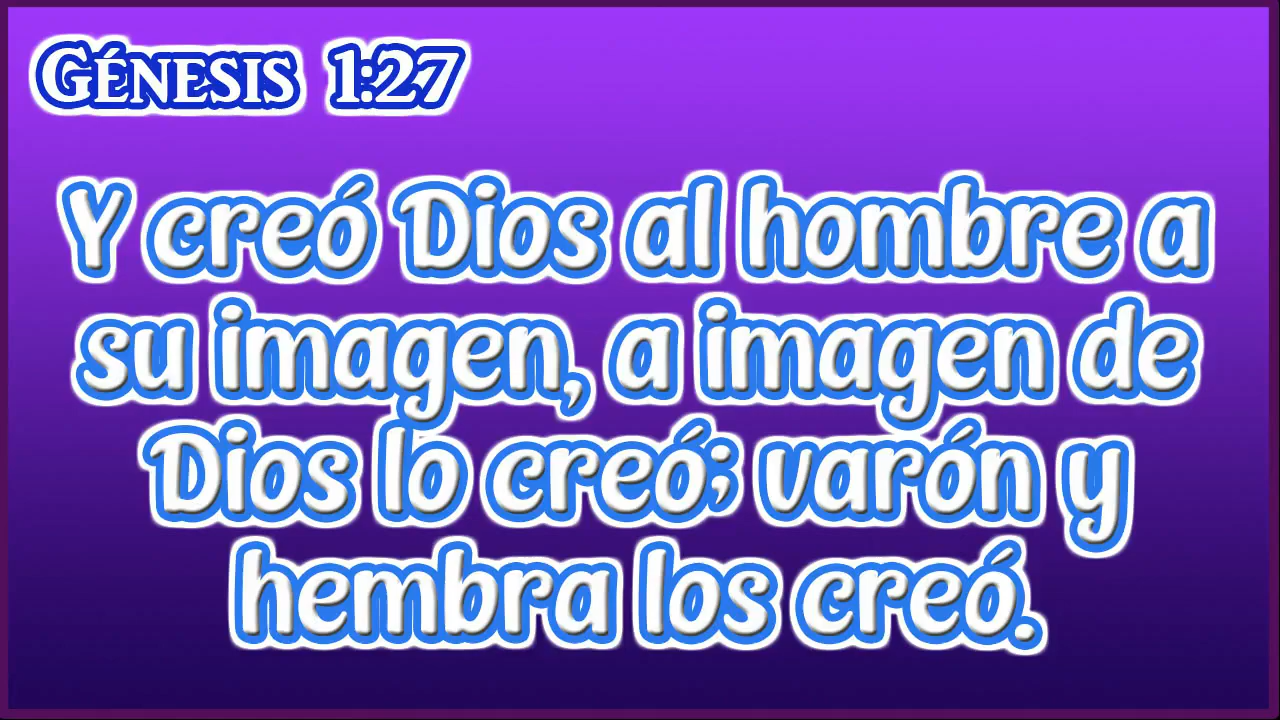 Génesis 1:27
Y creó Dios al hombre a
su imagen, a imagen de
Dios lo creó; varón y
hembra los creó.